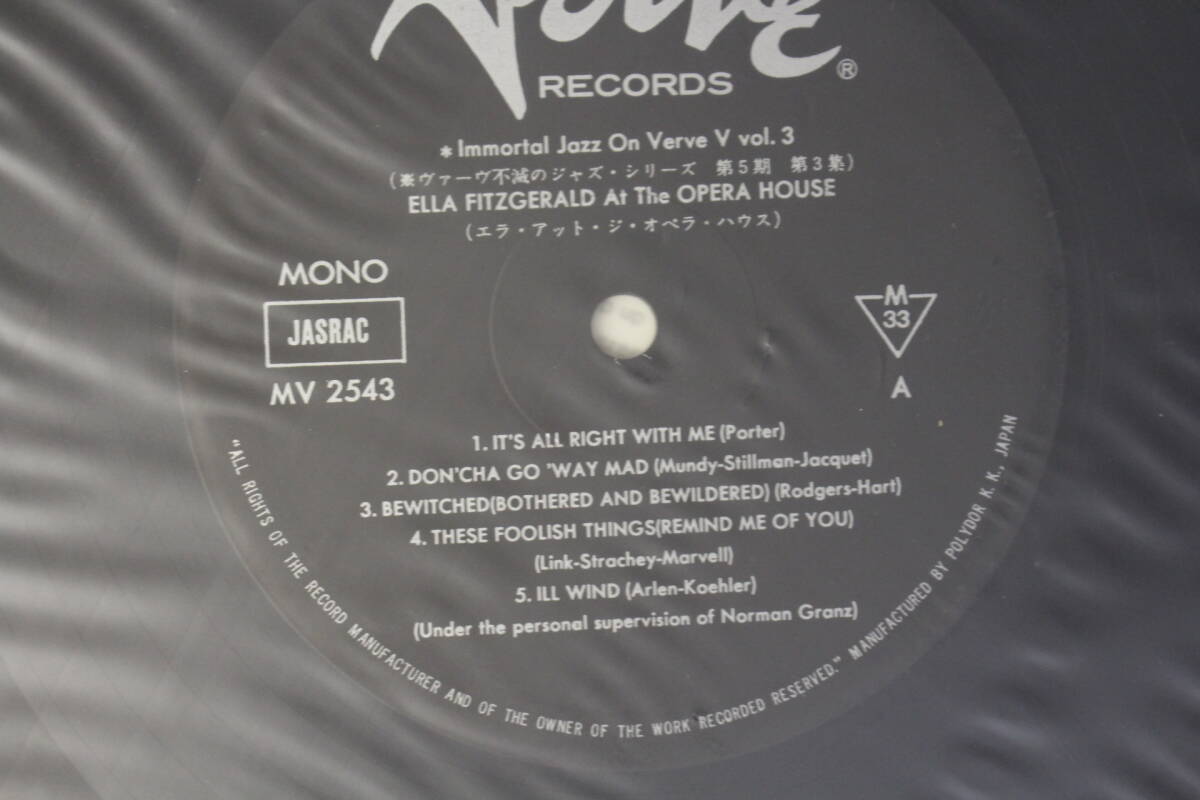 Verve
RECORDS ®
* Immortal Jazz On Verve V vol. 3
(※ヴァーヴ不滅のジャズ・シリーズ 第5期 第3集)
ELLA FITZGERALD At The OPERA HOUSE
(エラ・アット・ジ・オペラ・ハウス)
MONO
JASRAC
MV 2543
M
33
A
1. IT'S ALL RIGHT WITH ME (Porter)
2. DON'CHA GO 'WAY MAD (Mundy-Stillman-Jacquet)
3. BEWITCHED(BOTHERED AND BEWILDERED) (Rodgers-Hart)
4. THESE FOOLISH THINGS(REMIND ME OF YOU)
(Link-Strachey-Marvell)
5. ILL WIND (Arlen-Koehler)
(Under the personal supervision of Norman Granz)
"ALL RIGHTS OF THE RECORD MANUFACTURER AND OF THE OWNER OF THE WORK RECORDED RESERVED." MANUFACTURED BY POLYDOR K. K., JAPAN